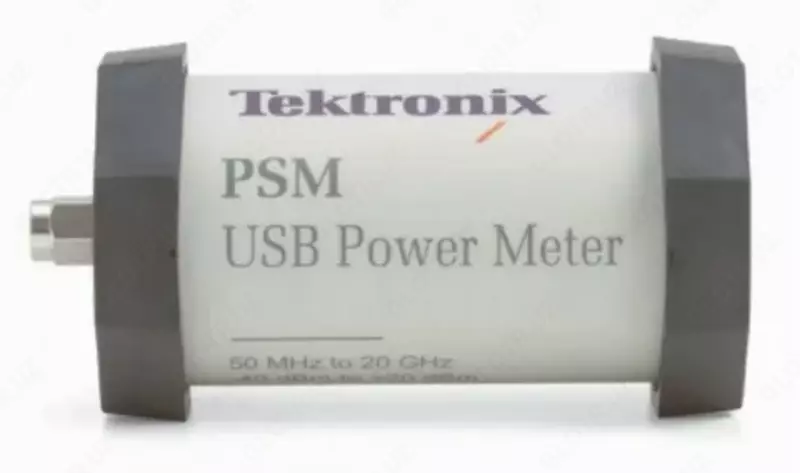 Tektronix
PSM
USB Power Meter
50 MHz to 20 GHz